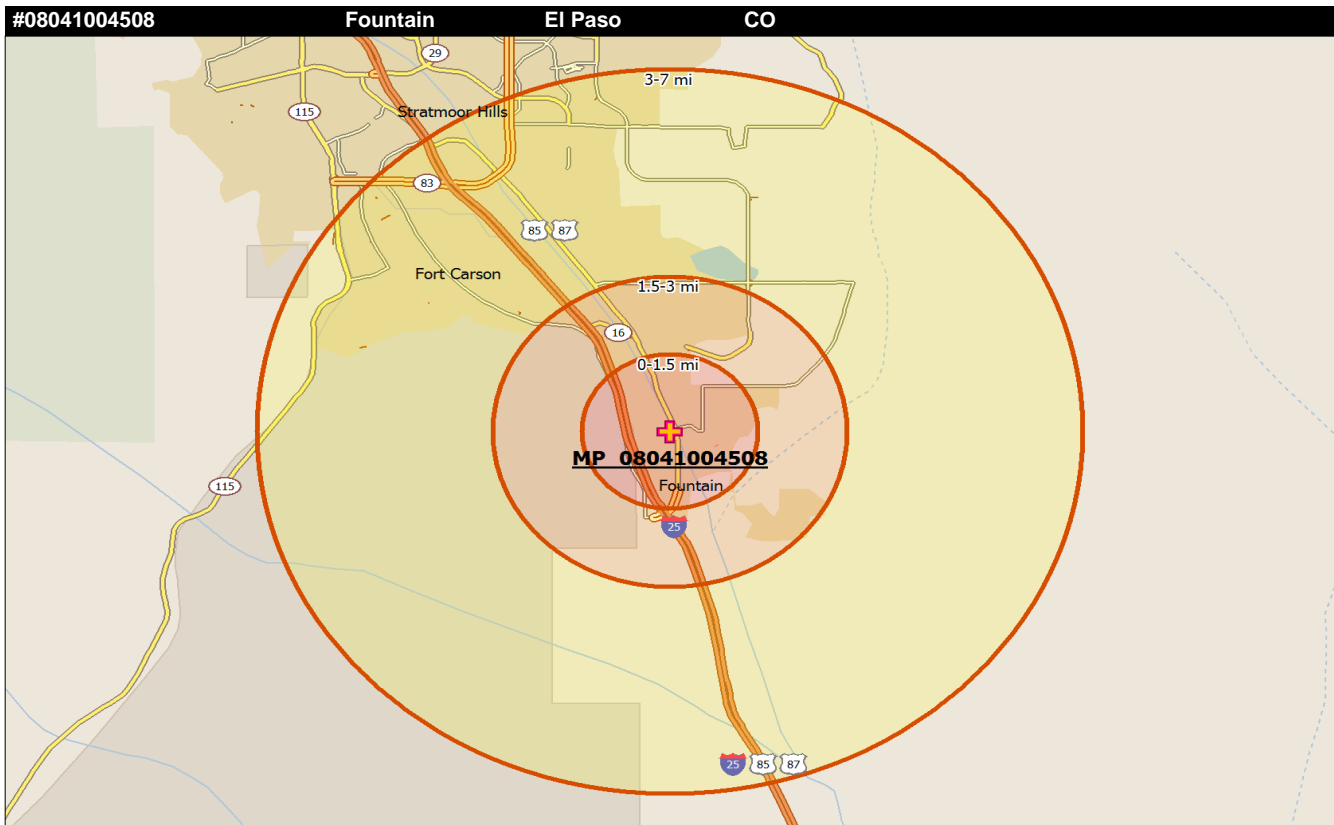 #08041004508 Fountain El Paso CO
29
3-7 mi
115
Stratmoor Hills
83
85 87
Fort Carson
1.5-3 mi
16
0-1.5 mi
MP 08041004508
115
Fountain
25
25 85 87